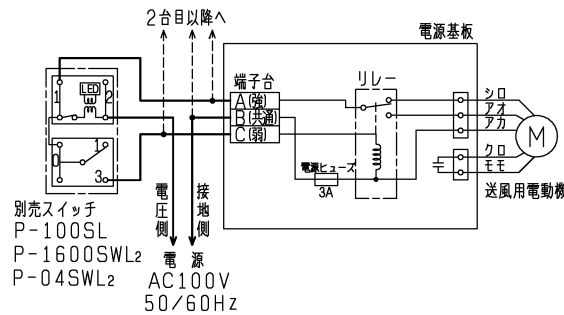 2台目以降へ
電源基板
LED
1
2
0
1
3
端子台
A(強)
B(共通)
C(弱)
リレー
電源ヒューズ
3A
シロ
アオ
アカ
クロ
モモ
M
送風用電動機
電圧側
接地側
別売スイッチ
P-100SL
P-1600SWL2
P-04SWL2
電源
AC100V
50/60Hz